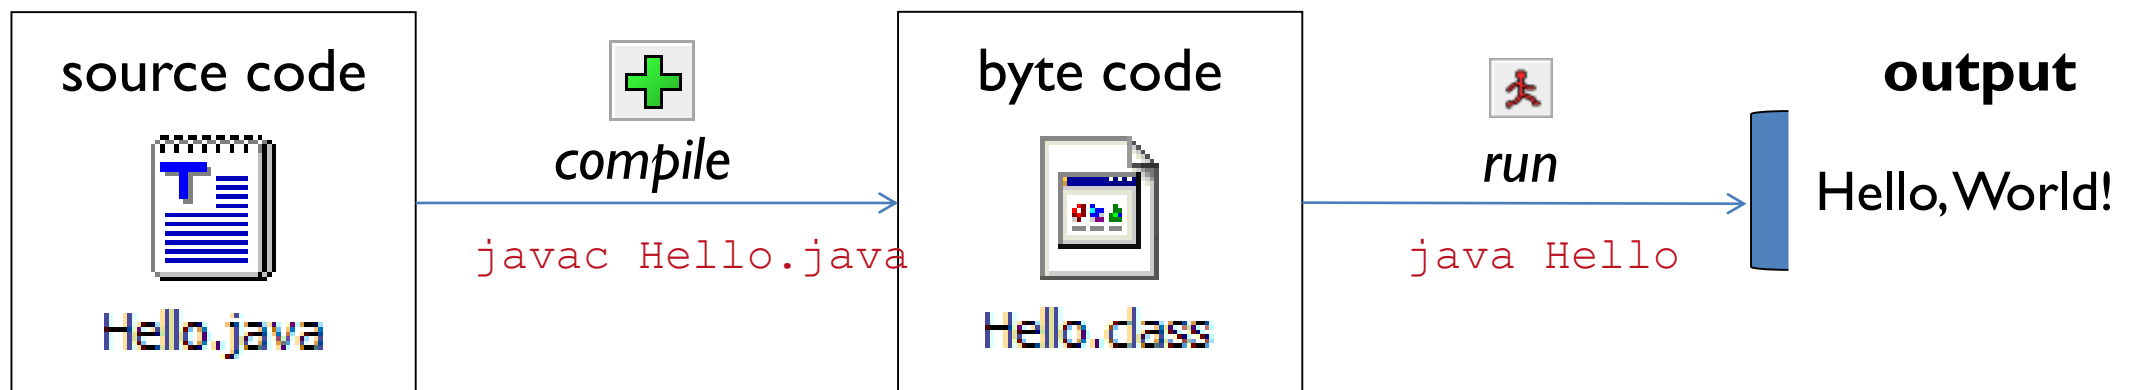 source code
Hello.java
compile
javac Hello.java
byte code
Hello.class
run
java Hello
output
Hello, World!